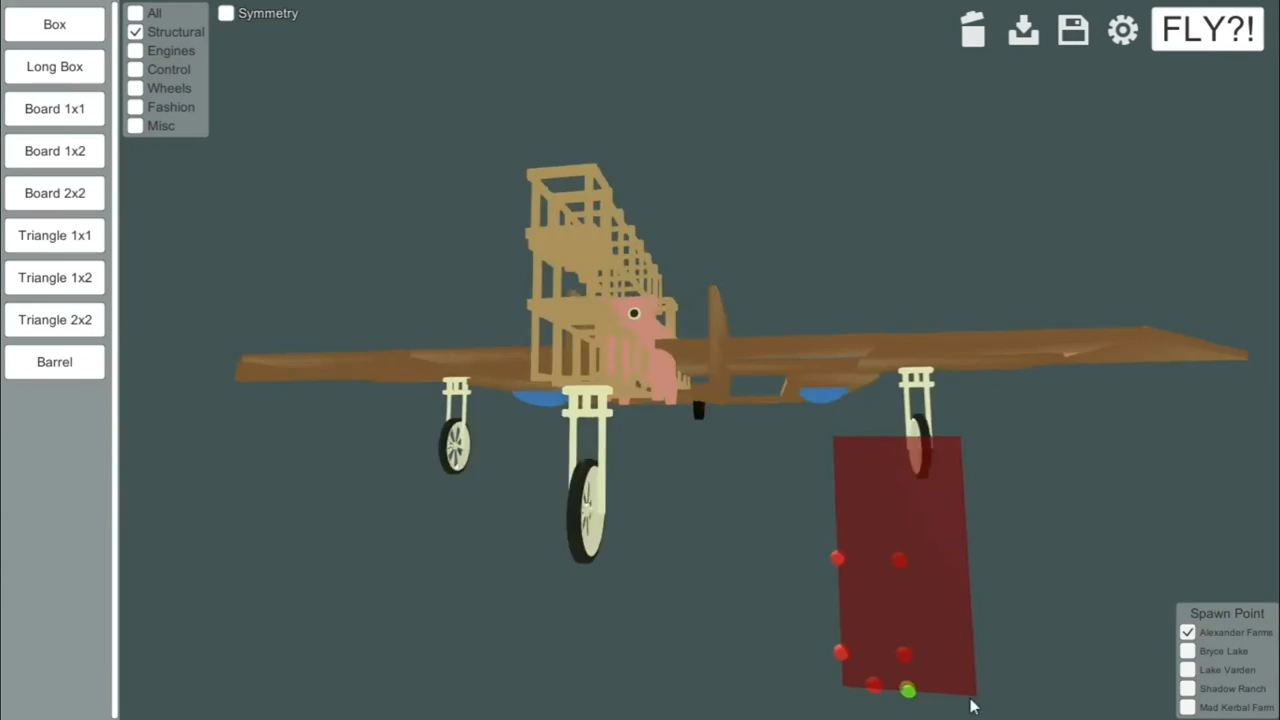 Box
Long Box
Board 1x1
Board 1x2
Board 2x2
Triangle 1x1
Triangle 1x2
Triangle 2x2
Barrel
All
Structural
Engines
Control
Wheels
Fashion
Misc
Symmetry
FLY?!
Spawn Point
Alexander Farms
Bryce Lake
Lake Varden
Shadow Ranch
Mad Kerbal Farm